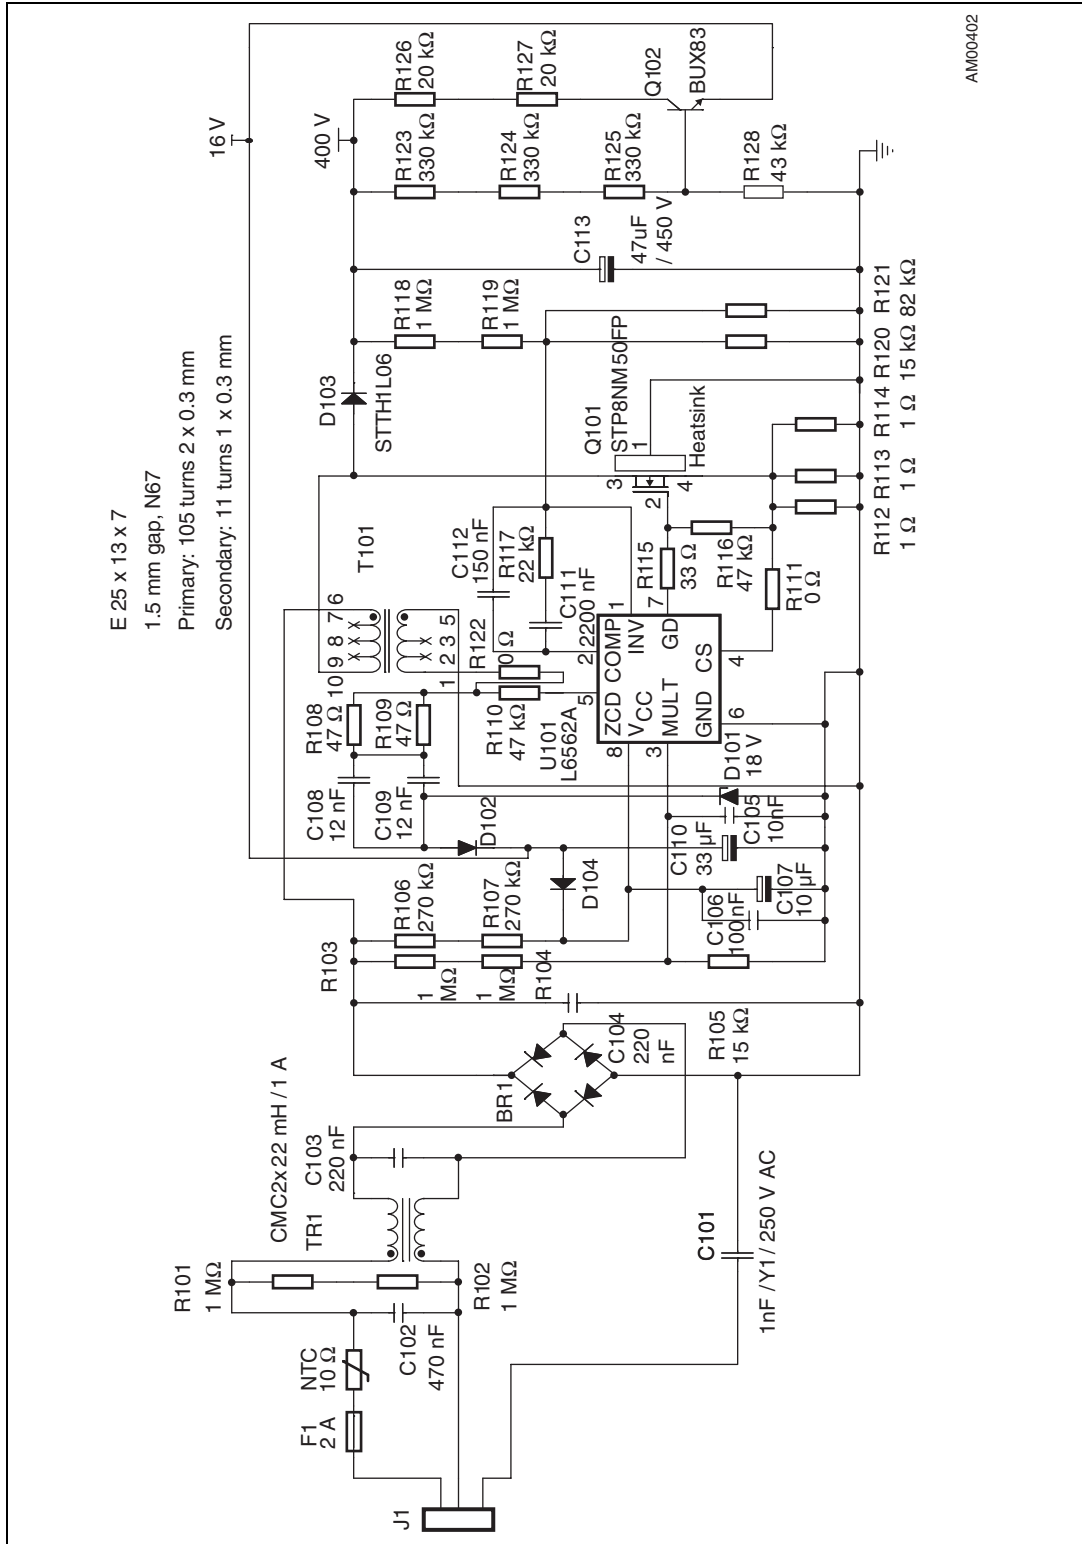 J1
F1
2 A
NTC
10 Ω
R101
1 MΩ
C102
470 nF
R102
1 MΩ
TR1
CMC2x22 mH / 1 A
C103
220 nF
C101
1nF /Y1 / 250 V AC
BR1
C104
220
nF
R105
15 kΩ
R103
1
MΩ
1
MΩ
R104
R106
270 kΩ
R107
270 kΩ
D104
C106
100nF
C107
10 µF
C110
33 µF
C105
10nF
D101
18 V
D102
C108
12 nF
C109
12 nF
R108
47 Ω
R109
47 Ω
R110
47 kΩ
U101
L6562A
R122
0 Ω
10 9 8 7 6
1 2 3 5
T101
E 25 x 13 x 7
1.5 mm gap, N67
Primary: 105 turns 2 x 0.3 mm
Secondary: 11 turns 1 x 0.3 mm
8
5
2
1
3
7
6
4
ZCD
COMP
VCC
INV
MULT
GD
GND
CS
C112
150 nF
R117
22 kΩ
C111
2200 nF
R115
33 Ω
R116
47 kΩ
R111
0 Ω
Q101
STP8NM50FP
3
1
2
4
Heatsink
R112
1 Ω
R113
1 Ω
R114
1 Ω
R120
15 kΩ
R121
82 kΩ
D103
STTH1L06
R118
1 MΩ
R119
1 MΩ
C113
47uF
/ 450 V
16 V
400 V
R123
330 kΩ
R124
330 kΩ
R125
330 kΩ
R126
20 kΩ
R127
20 kΩ
Q102
BUX83
R128
43 kΩ
AM00402